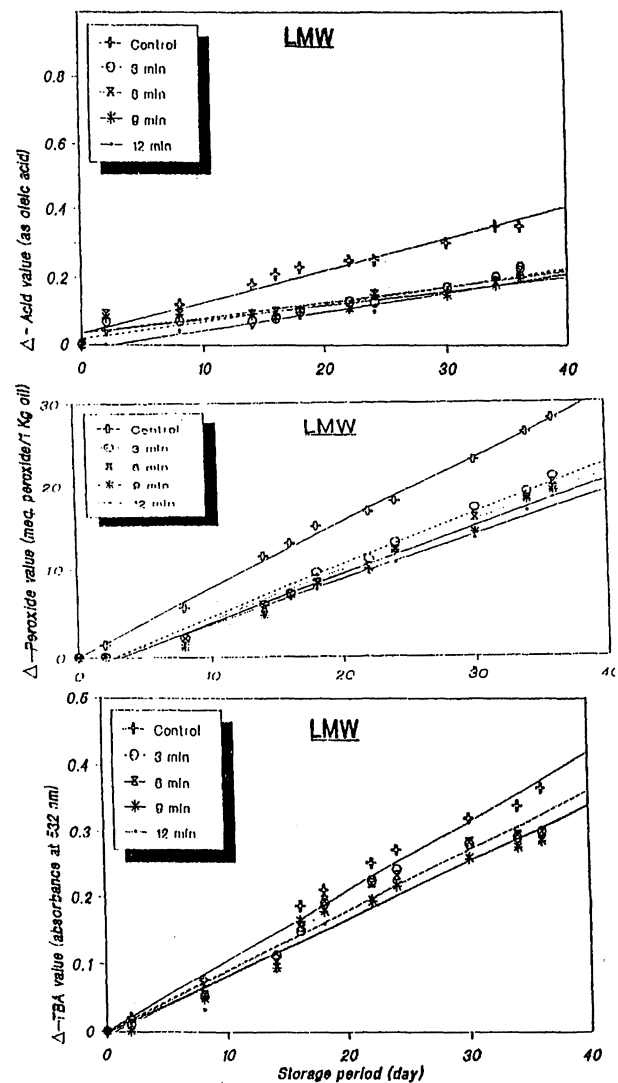 LMW
Control
3 min
6 min
9 min
12 min
0.8
0.6
0.4
0.2
0
0 10 20 30 40
Δ- Acid value (as oleic acid)
LMW
Control
3 min
6 min
9 min
12 min
30
20
10
0
0 10 20 30 40
Δ-Peroxide value (meq. peroxide/1 Kg oil)
LMW
Control
3 min
6 min
9 min
12 min
0.5
0.4
0.3
0.2
0.1
0
0 10 20 30 40
Δ-TBA value (absorbance at 532 nm)
Storage period (day)